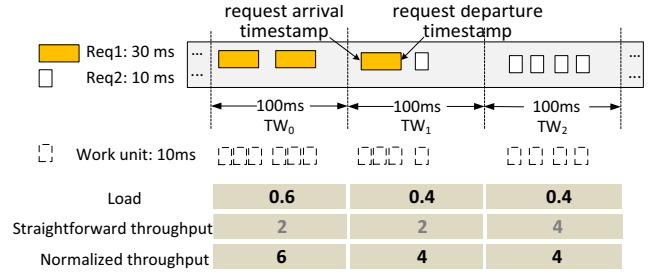 request arrival timestamp
request departure timestamp
Req1: 30 ms
Req2: 10 ms
... ...
... ...
100ms 100ms 100ms
TW0 TW1 TW2
Work unit: 10ms
Load 0.6 0.4 0.4
Straightforward throughput 2 2 4
Normalized throughput 6 4 4